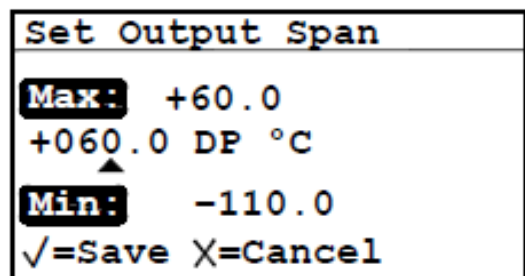 Set Output Span
Max: +60.0
+060.0 DP °C
Min: -110.0
√=Save X=Cancel